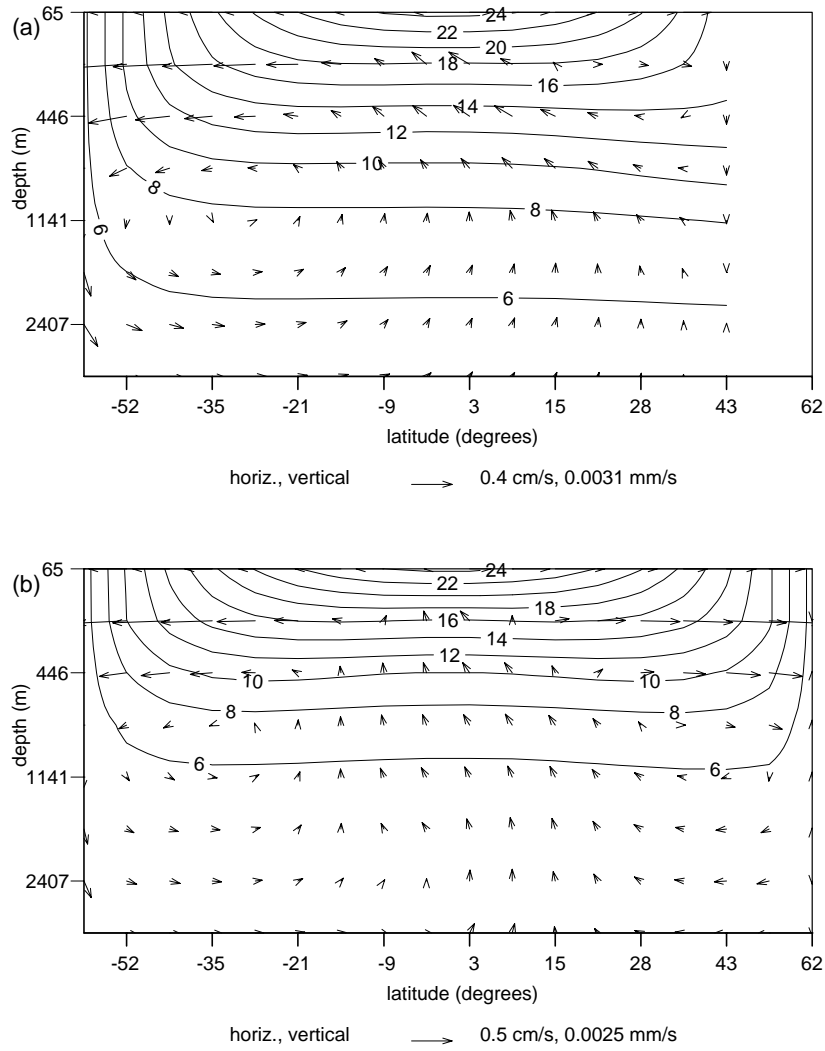 (a)
65
446
1141
2407
depth (m)
24
22
20
18
16
14
12
10
8
8
6
6
-52 -35 -21 -9 3 15 28 43 62
latitude (degrees)
horiz., vertical 0.4 cm/s, 0.0031 mm/s
(b)
65
446
1141
2407
depth (m)
24
22
18
16
14
12
10 10
8 8
6 6
-52 -35 -21 -9 3 15 28 43 62
latitude (degrees)
horiz., vertical 0.5 cm/s, 0.0025 mm/s